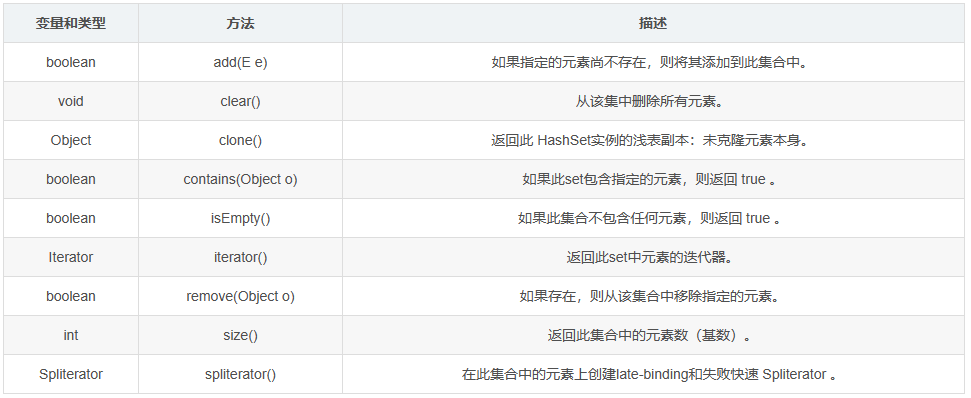 变量和类型 方法 描述
boolean add(E e) 如果指定的元素尚不存在，则将其添加到此集合中。
void clear() 从该集中删除所有元素。
Object clone() 返回此 HashSet实例的浅表副本：未克隆元素本身。
boolean contains(Object o) 如果此set包含指定的元素，则返回 true 。
boolean isEmpty() 如果此集合不包含任何元素，则返回 true 。
Iterator iterator() 返回此set中元素的迭代器。
boolean remove(Object o) 如果存在，则从该集合中移除指定的元素。
int size() 返回此集合中的元素数（基数）。
Spliterator spliterator() 在此集合中的元素上创建late-binding和失败快速 Spliterator 。